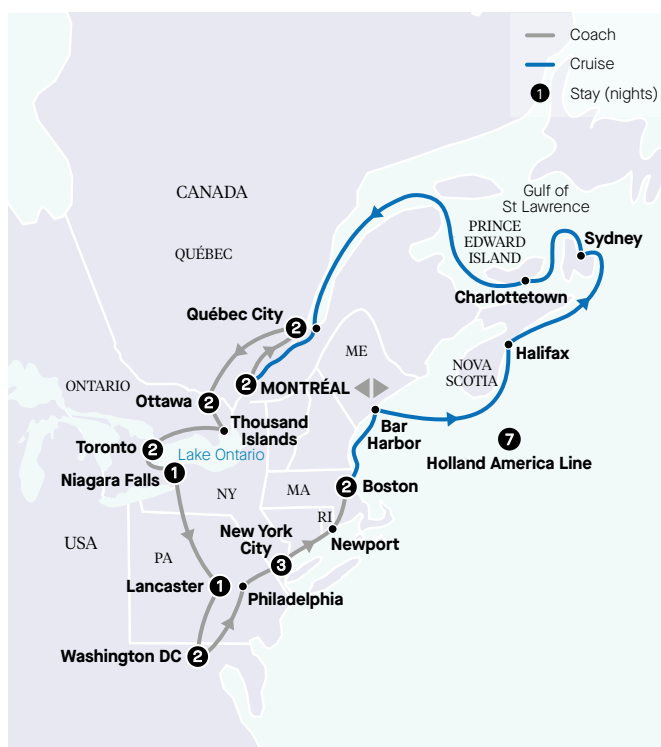 Coach
Cruise
1 Stay (nights)
CANADA
Gulf of
St Lawrence
PRINCE
EDWARD
ISLAND
Sydney
QUÉBEC
Charlottetown
Québec City
2
ME
Halifax
NOVA
SCOTIA
ONTARIO
2
MONTRÉAL
Ottawa
2
Thousand
Islands
Bar
Harbor
7
Holland America Line
Toronto
2
Lake Ontario
Niagara Falls
1
NY
MA
2
Boston
RI
New York
City
3
Newport
USA
PA
Lancaster
1
Philadelphia
Washington DC
2